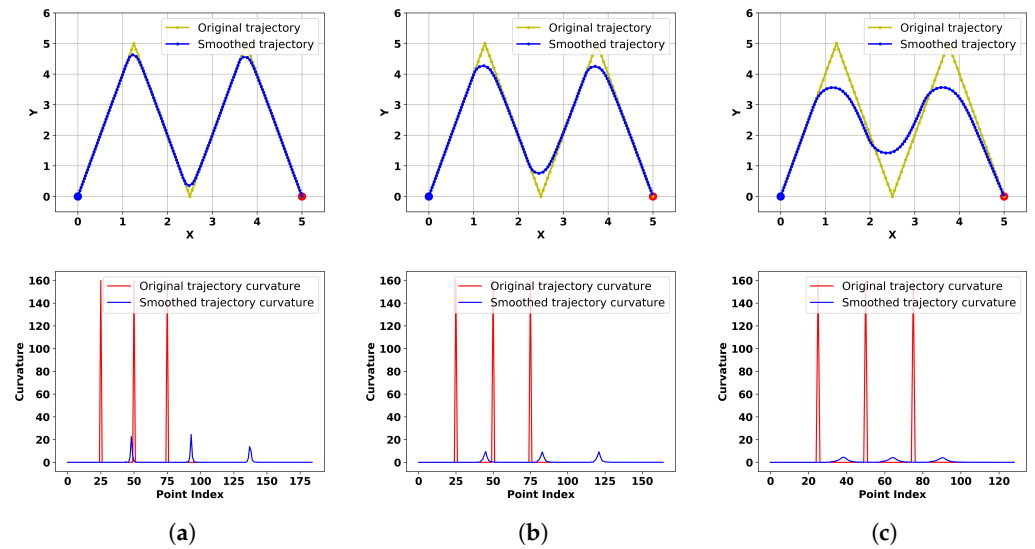 6
5
4
3
2
1
0
Y
0 1 2 3 4 5
X
Original trajectory
Smoothed trajectory
6
5
4
3
2
1
0
Y
0 1 2 3 4 5
X
Original trajectory
Smoothed trajectory
6
5
4
3
2
1
0
Y
0 1 2 3 4 5
X
Original trajectory
Smoothed trajectory
160
140
120
100
80
60
40
20
0
Curvature
0 25 50 75 100 125 150 175
Point Index
Original trajectory curvature
Smoothed trajectory curvature
160
140
120
100
80
60
40
20
0
Curvature
0 25 50 75 100 125 150
Point Index
Original trajectory curvature
Smoothed trajectory curvature
160
140
120
100
80
60
40
20
0
Curvature
0 20 40 60 80 100 120
Point Index
Original trajectory curvature
Smoothed trajectory curvature
(a) (b) (c)